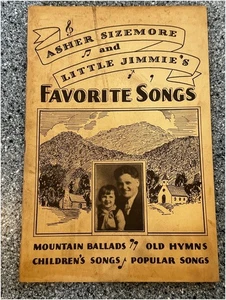 ASHER SIZEMORE
and
LITTLE JIMMIE'S
FAVORITE SONGS
MOUNTAIN BALLADS OLD HYMNS
CHILDREN'S SONGS POPULAR SONGS